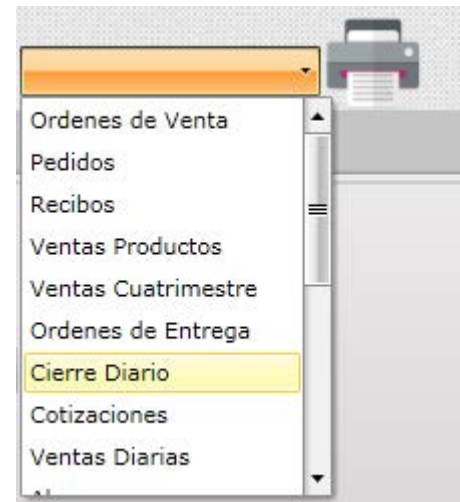 Ordenes de Venta
Pedidos
Recibos
Ventas Productos
Ventas Cuatrimestre
Ordenes de Entrega
Cierre Diario
Cotizaciones
Ventas Diarias